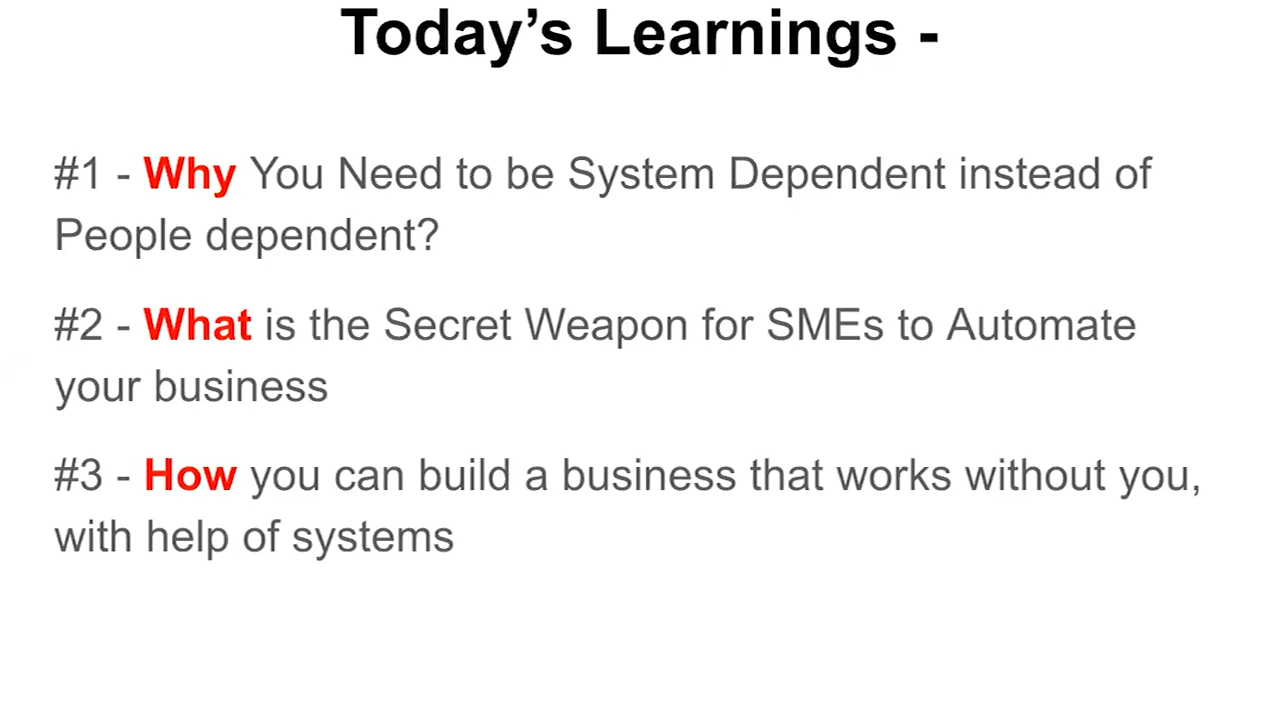 Today’s Learnings -
#1 - Why You Need to be System Dependent instead of
People dependent?
#2 - What is the Secret Weapon for SMEs to Automate
your business
#3 - How you can build a business that works without you,
with help of systems